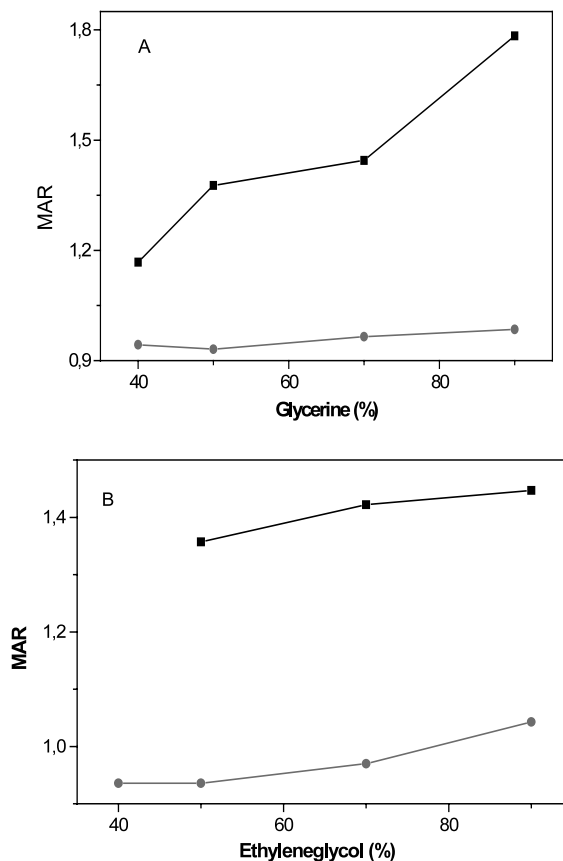 A
1,8
1,5
1,2
0,9
MAR
40 60 80
Glycerine (%)
B
1,4
1,2
1,0
MAR
40 60 80
Ethyleneglycol (%)